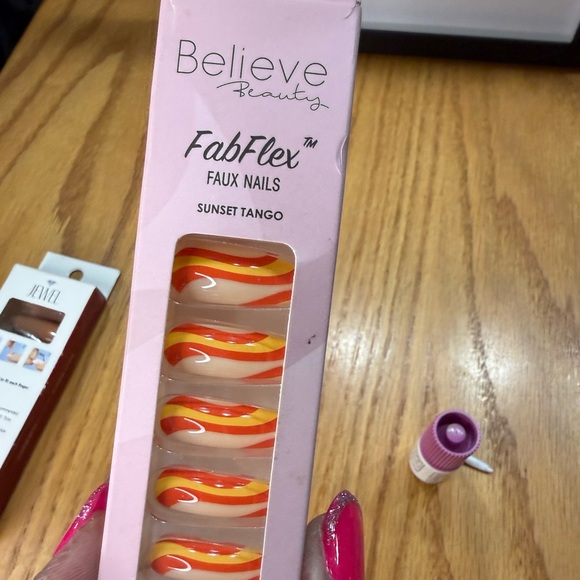 Believe
Beauty
FabFlex™
FAUX NAILS
SUNSET TANGO
JEWEL